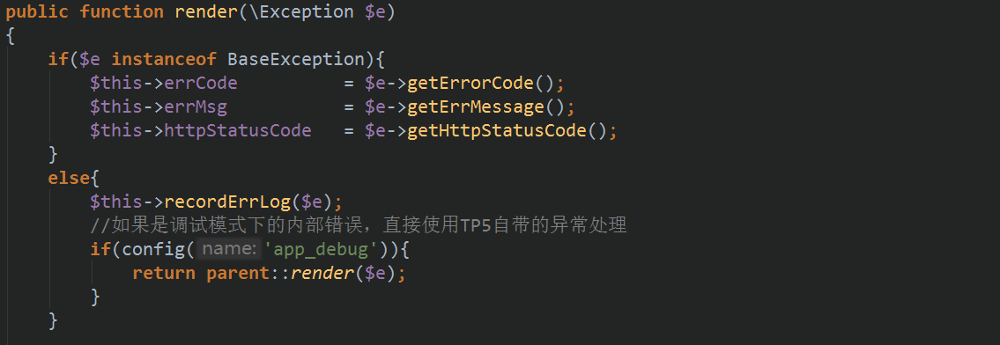 public function render(\Exception $e)
{
    if($e instanceof BaseException){
        $this->errCode          = $e->getErrorCode();
        $this->errMsg           = $e->getErrMessage();
        $this->httpStatusCode   = $e->getHttpStatusCode();
    }
    else{
        $this->recordErrLog($e);
        //如果是调试模式下的内部错误，直接使用TP5自带的异常处理
        if(config( name: 'app_debug')){
            return parent::render($e);
        }
    }